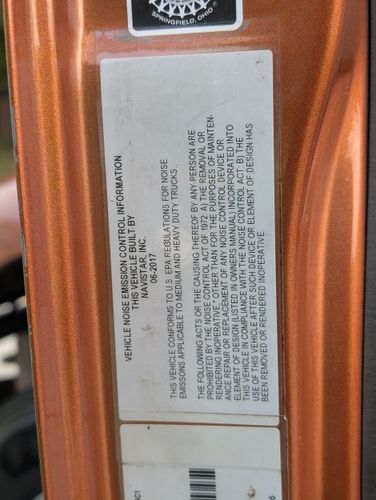 SPRINGFIELD, OHIO
VEHICLE NOISE EMISSION CONTROL INFORMATION
THIS VEHICLE BUILT BY
NAVISTAR, INC.
06-2017
THIS VEHICLE CONFORMS TO U.S. EPA REGULATIONS FOR NOISE
EMISSIONS APPLICABLE TO MEDIUM AND HEAVY DUTY TRUCKS.
THE FOLLOWING ACTS OR THE CAUSING THEREOF BY ANY PERSON ARE
PROHIBITED BY THE NOISE CONTROL ACT OF 1972. A) THE REMOVAL OR
RENDERING INOPERATIVE, OTHER THAN FOR THE PURPOSES OF MAINTEN-
ANCE REPAIR OR REPLACEMENT OF ANY NOISE CONTROL DEVICE OR
ELEMENT OF DESIGN (LISTED IN OWNERS MANUAL) INCORPORATED INTO
THIS VEHICLE IN COMPLIANCE WITH THE NOISE CONTROL ACT B) THE
USE OF THIS VEHICLE AFTER SUCH DEVICE OR ELEMENT OF DESIGN HAS
BEEN REMOVED OR RENDERED INOPERATIVE